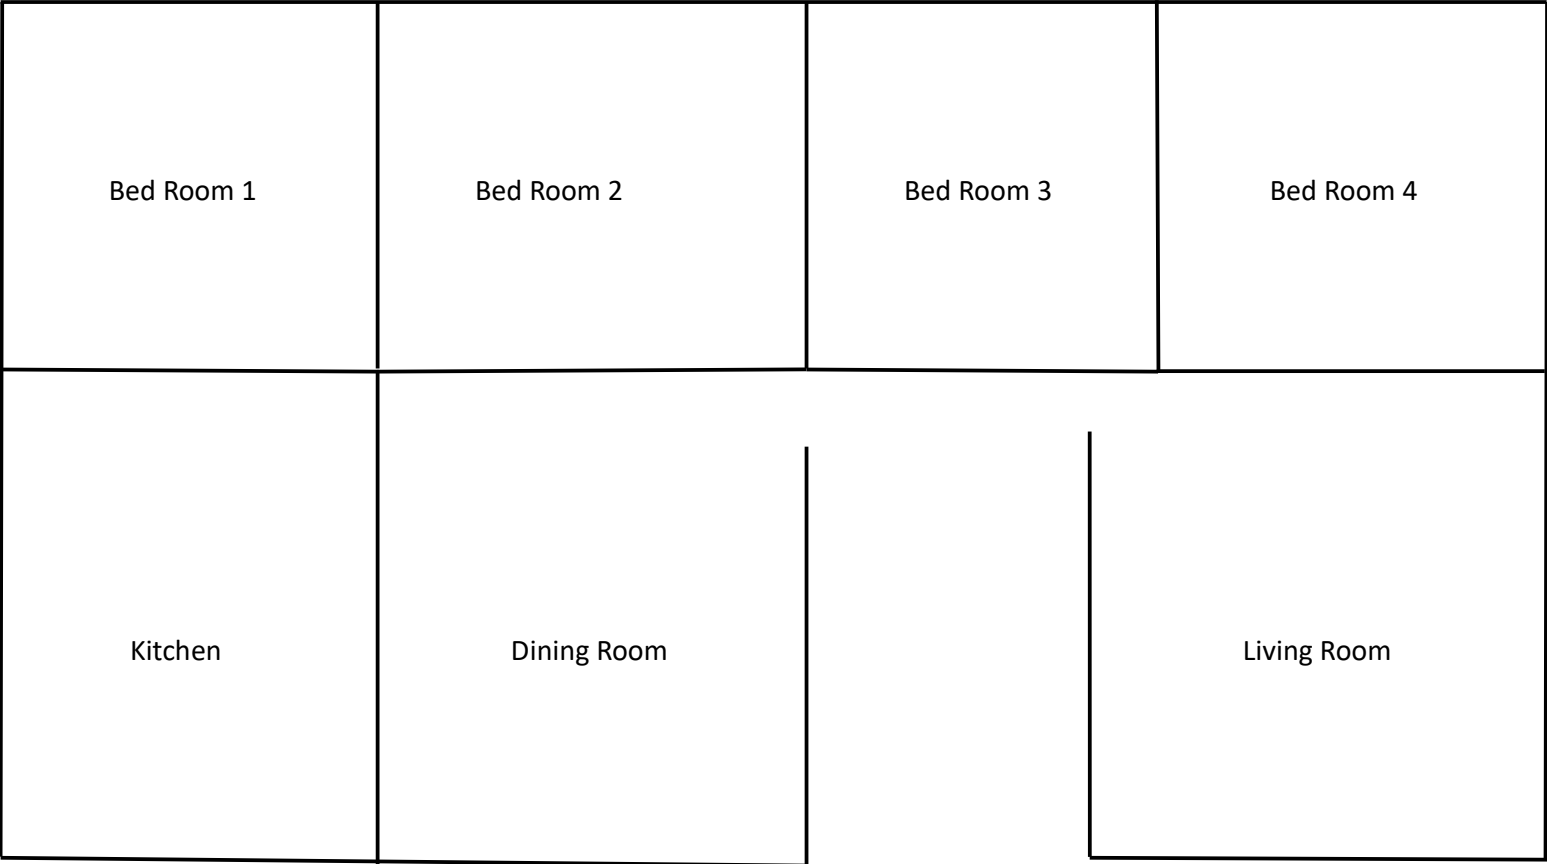 Bed Room 1
Bed Room 2
Bed Room 3
Bed Room 4
Kitchen
Dining Room
Living Room